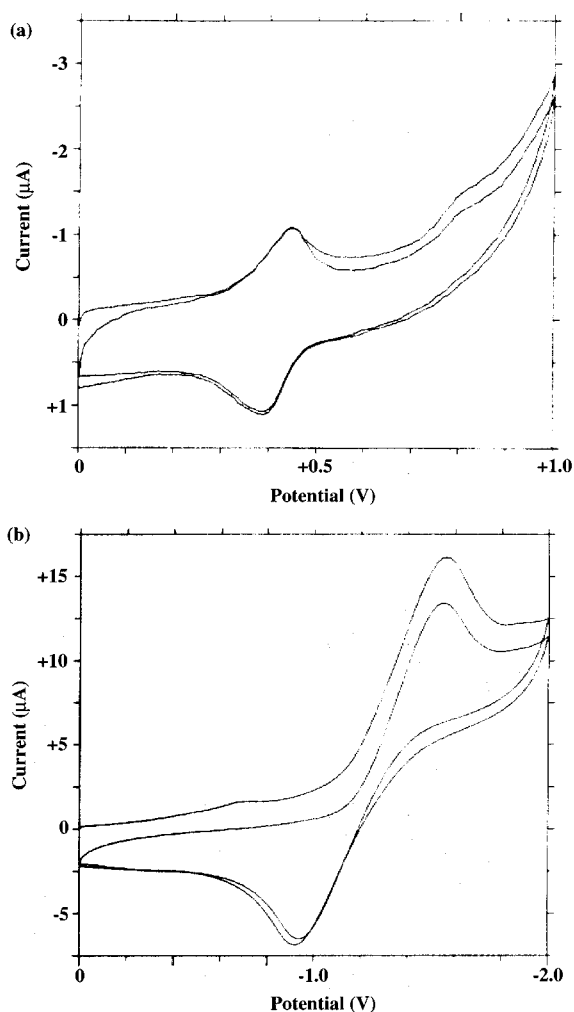 (a)
-3
-2
-1
0
+1
Current (µA)
0
+0.5
+1.0
Potential (V)
(b)
+15
+10
+5
0
-5
Current (µA)
0
-1.0
-2.0
Potential (V)